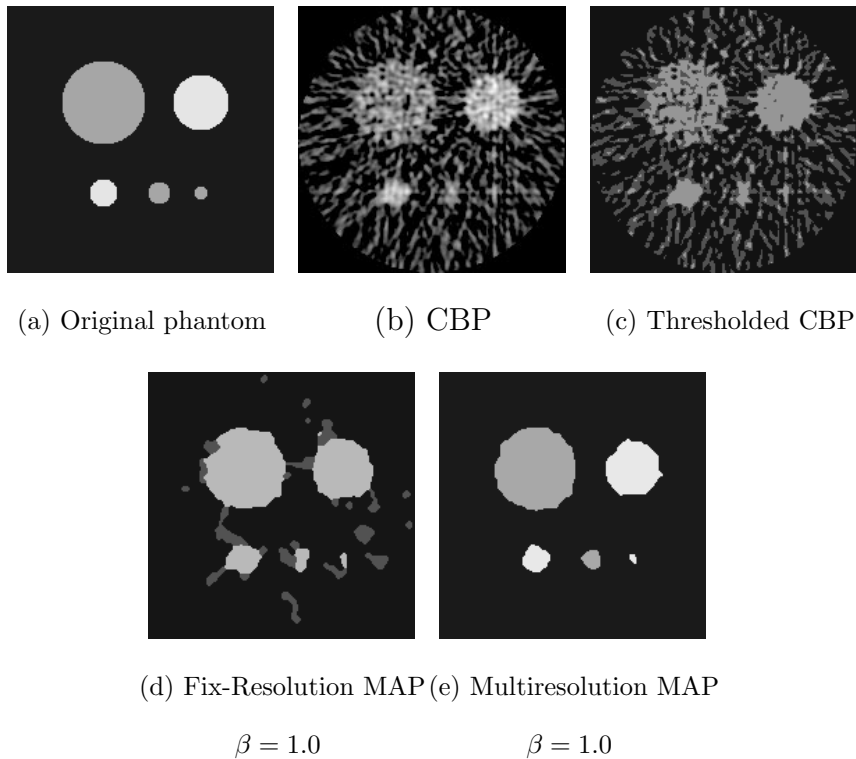 (a) Original phantom
(b) CBP
(c) Thresholded CBP
(d) Fix-Resolution MAP
(e) Multiresolution MAP
β = 1.0
β = 1.0